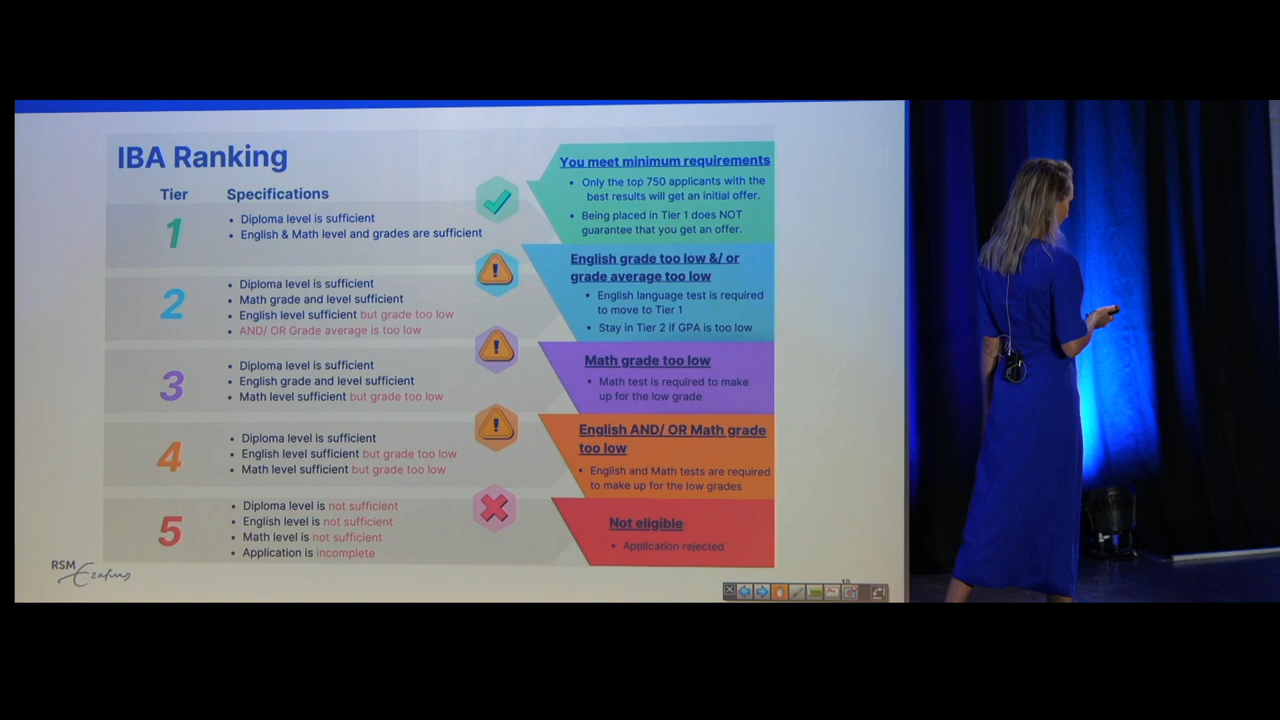 IBA Ranking
Tier
Specifications
1
• Diploma level is sufficient
• English & Math level and grades are sufficient
You meet minimum requirements
• Only the top 750 applicants with the
best results will get an initial offer.
• Being placed in Tier 1 does NOT
guarantee that you get an offer.
2
• Diploma level is sufficient
• Math grade and level sufficient
• English level sufficient but grade too low
• AND/ OR Grade average is too low
English grade too low &/ or
grade average too low
• English language test is required
to move to Tier 1
• Stay in Tier 2 if GPA is too low
3
• Diploma level is sufficient
• English grade and level sufficient
• Math level sufficient but grade too low
Math grade too low
• Math test is required to make
up for the low grade
4
• Diploma level is sufficient
• English level sufficient but grade too low
• Math level sufficient but grade too low
English AND/ OR Math grade
too low
• English and Math tests are required
to make up for the low grades
5
• Diploma level is not sufficient
• English level is not sufficient
• Math level is not sufficient
• Application is incomplete
Not eligible
• Application rejected
RSM
Erasmus